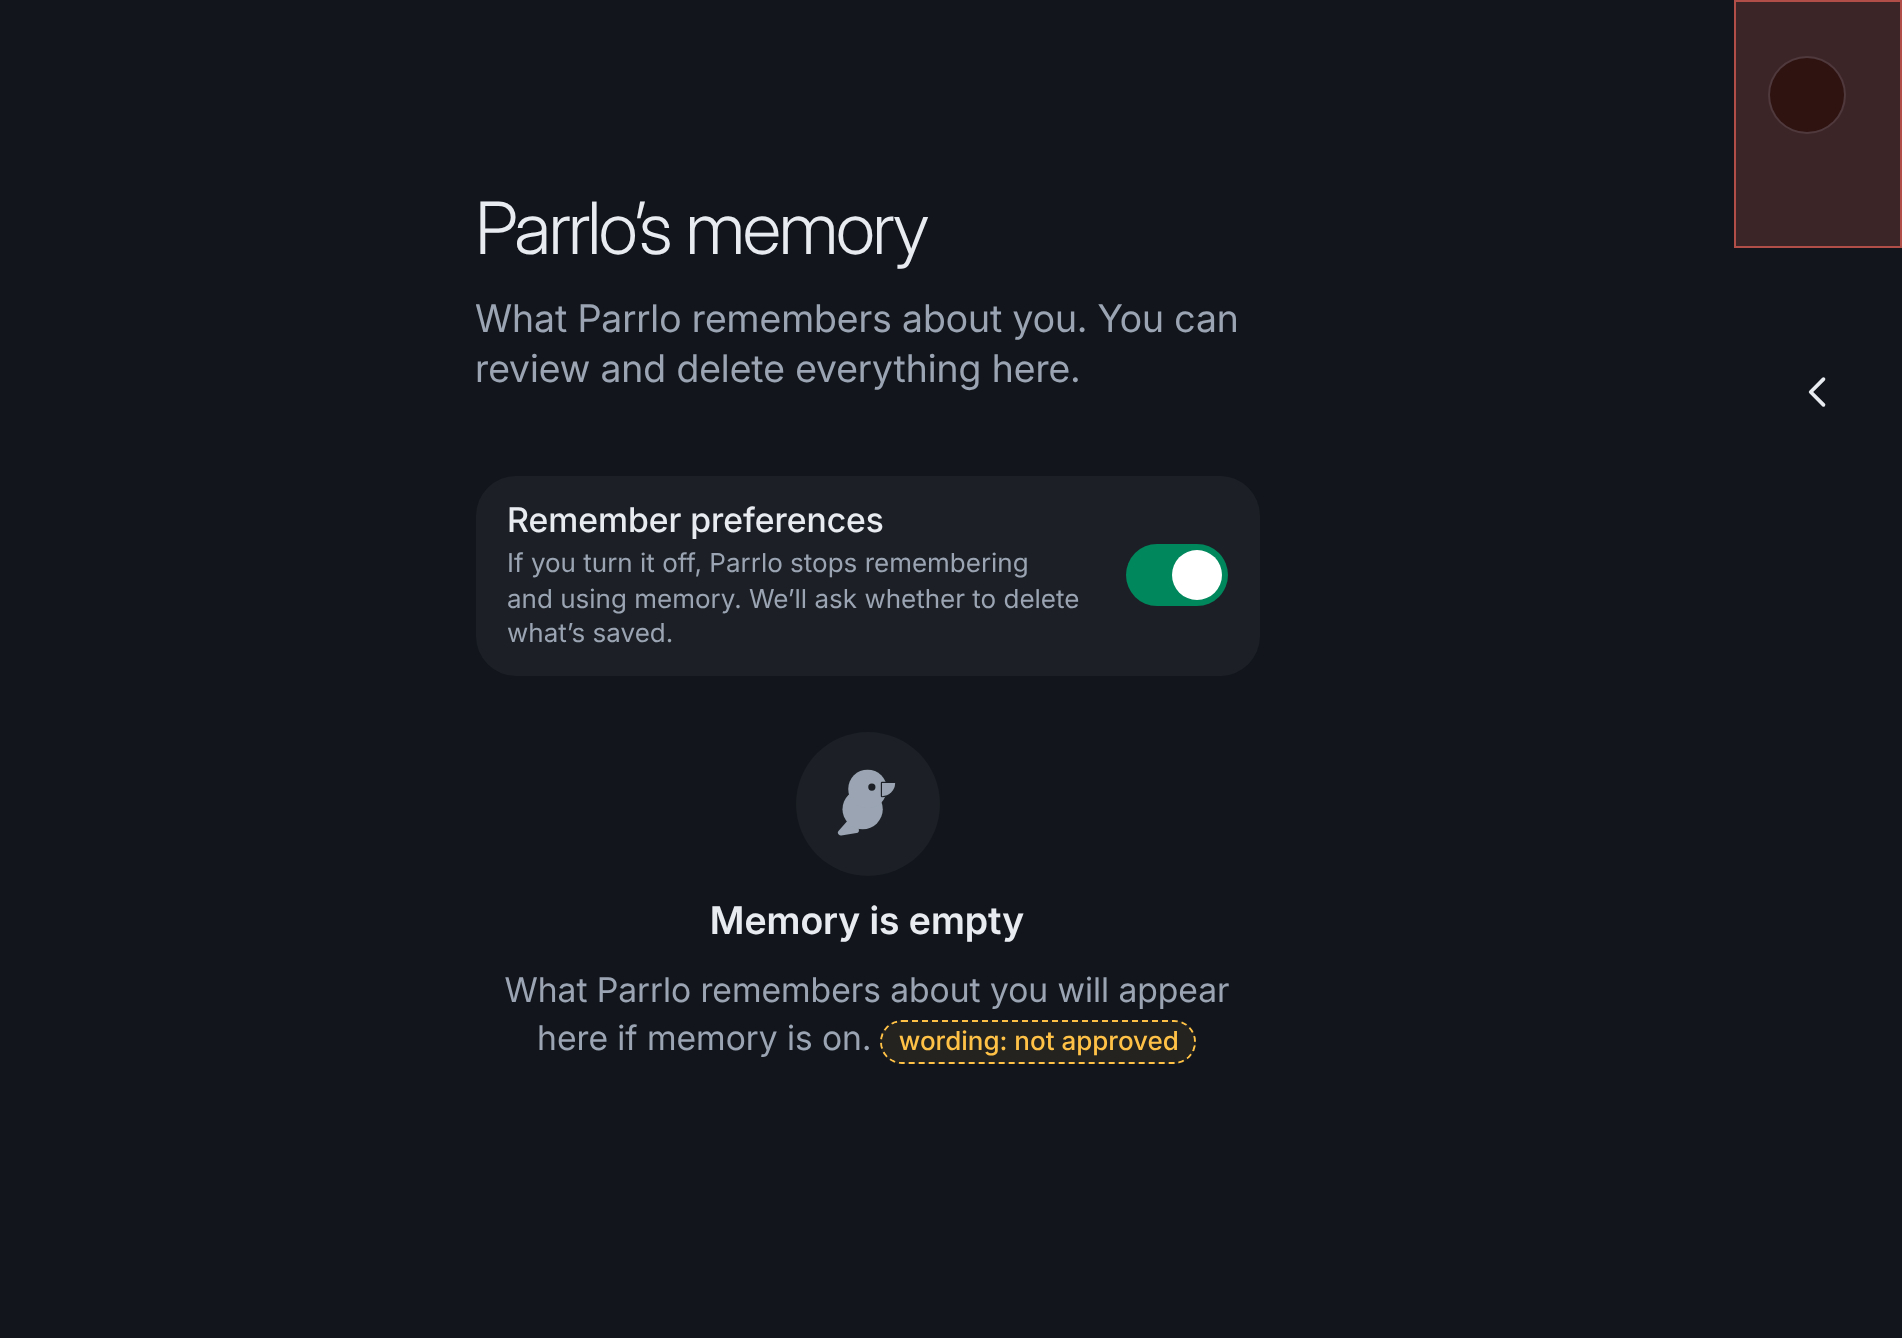 Parrlo’s memory
What Parrlo remembers about you. You can
review and delete everything here.
Remember preferences
If you turn it off, Parrlo stops remembering
and using memory. We’ll ask whether to delete
what’s saved.
Memory is empty
What Parrlo remembers about you will appear
here if memory is on. wording: not approved